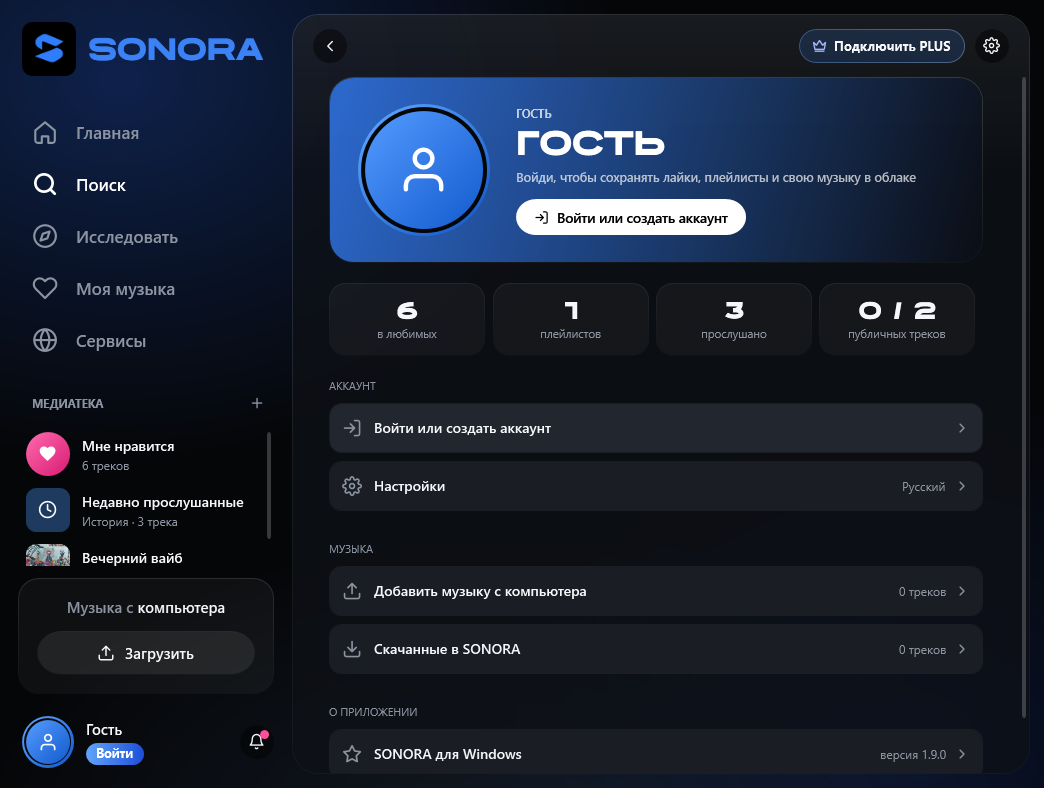 SONORA
Главная
Поиск
Исследовать
Моя музыка
Сервисы
МЕДИАТЕКА
Мне нравится
6 треков
Недавно прослушанные
История · 3 трека
Вечерний вайб
Музыка с компьютера
Загрузить
Гость
Войти
Подключить PLUS
ГОСТЬ
ГОСТЬ
Войди, чтобы сохранять лайки, плейлисты и свою музыку в облаке
Войти или создать аккаунт
6
в любимых
1
плейлистов
3
прослушано
0 / 2
публичных треков
АККАУНТ
Войти или создать аккаунт
Настройки Русский
МУЗЫКА
Добавить музыку с компьютера 0 треков
Скачанные в SONORA 0 треков
О ПРИЛОЖЕНИИ
SONORA для Windows версия 1.9.0